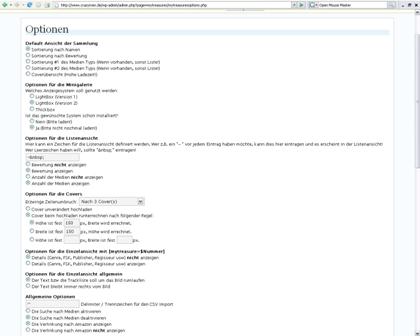 http://www.crazyiven.de/wp-admin/admin.php?page=mytreasures/mytreasuresoptions.php
Open Mouse Master
Optionen
Default Ansicht der Sammlung
Sortierung nach Namen
Sortierung nach Bewertung
Sortierung #1 des Medien Typs (Wenn vorhanden, sonst Lister)
Sortierung #2 des Medien Typs (Wenn vorhanden, sonst Lister)
Coverübersicht (Hohe Ladezeit)
Optionen für die Minigalerie
Welches Anzeigesystem soll genutzt werden:
LightBox (Version 1)
LightBox (Version 2)
Thickbox
Ist das gewünschte System schon installiert?
Nein (Bitte laden)
Ja (Bitte nicht nochmal laden!)
Optionen für die Listenansicht
Hier kann ein Zeichen für die Listenansicht definiert werden. Wer z.B. ein "-- " vor jedem Eintrag haben möchte, kann dies hier eintragen und es erscheint in der Listenansicht!
Wer Leerzeichen haben will, sollte "&nbsp;" eintragen!
-&nbsp;
Bewertung nicht anzeigen
Bewertung anzeigen
Anzahl der Medien nicht anzeigen
Anzahl der Medien anzeigen
Optionen für die Covers
Erzwinge Zeilenumbruch: Nach 3 Cover(s)
Cover unverändert hochladen
Cover beim hochladen runterrechnen nach folgender Regel
Höhe ist fest 150 px, Breite wird errechnet.
Breite ist fest 150 px, Höhe wird errechnet.
Höhe ist fest px, Breite ist fest px.
Optionen für die Einzelansicht mit [mytreasure=$Nummer]
Details (Genre, FSK, Publisher, Regisseur usw) nicht anzeigen
Details (Genre, FSK, Publisher, Regisseur usw) anzeigen
Optionen für die Einzelansicht allgemein
Der Text bzw die Trackliste soll um das Bild rumlaufen
Der Text bleibt immer rechts vom Bild
Allgemeine Optionen
Delimiter / Trennzeichen für den CSV Import
Die Suche nach Medien aktivieren
Die Suche nach Medien deaktivieren
Die Verlinkung nach Amazon anzeigen
Die Verlinkung nach Amazon nicht anzeigen